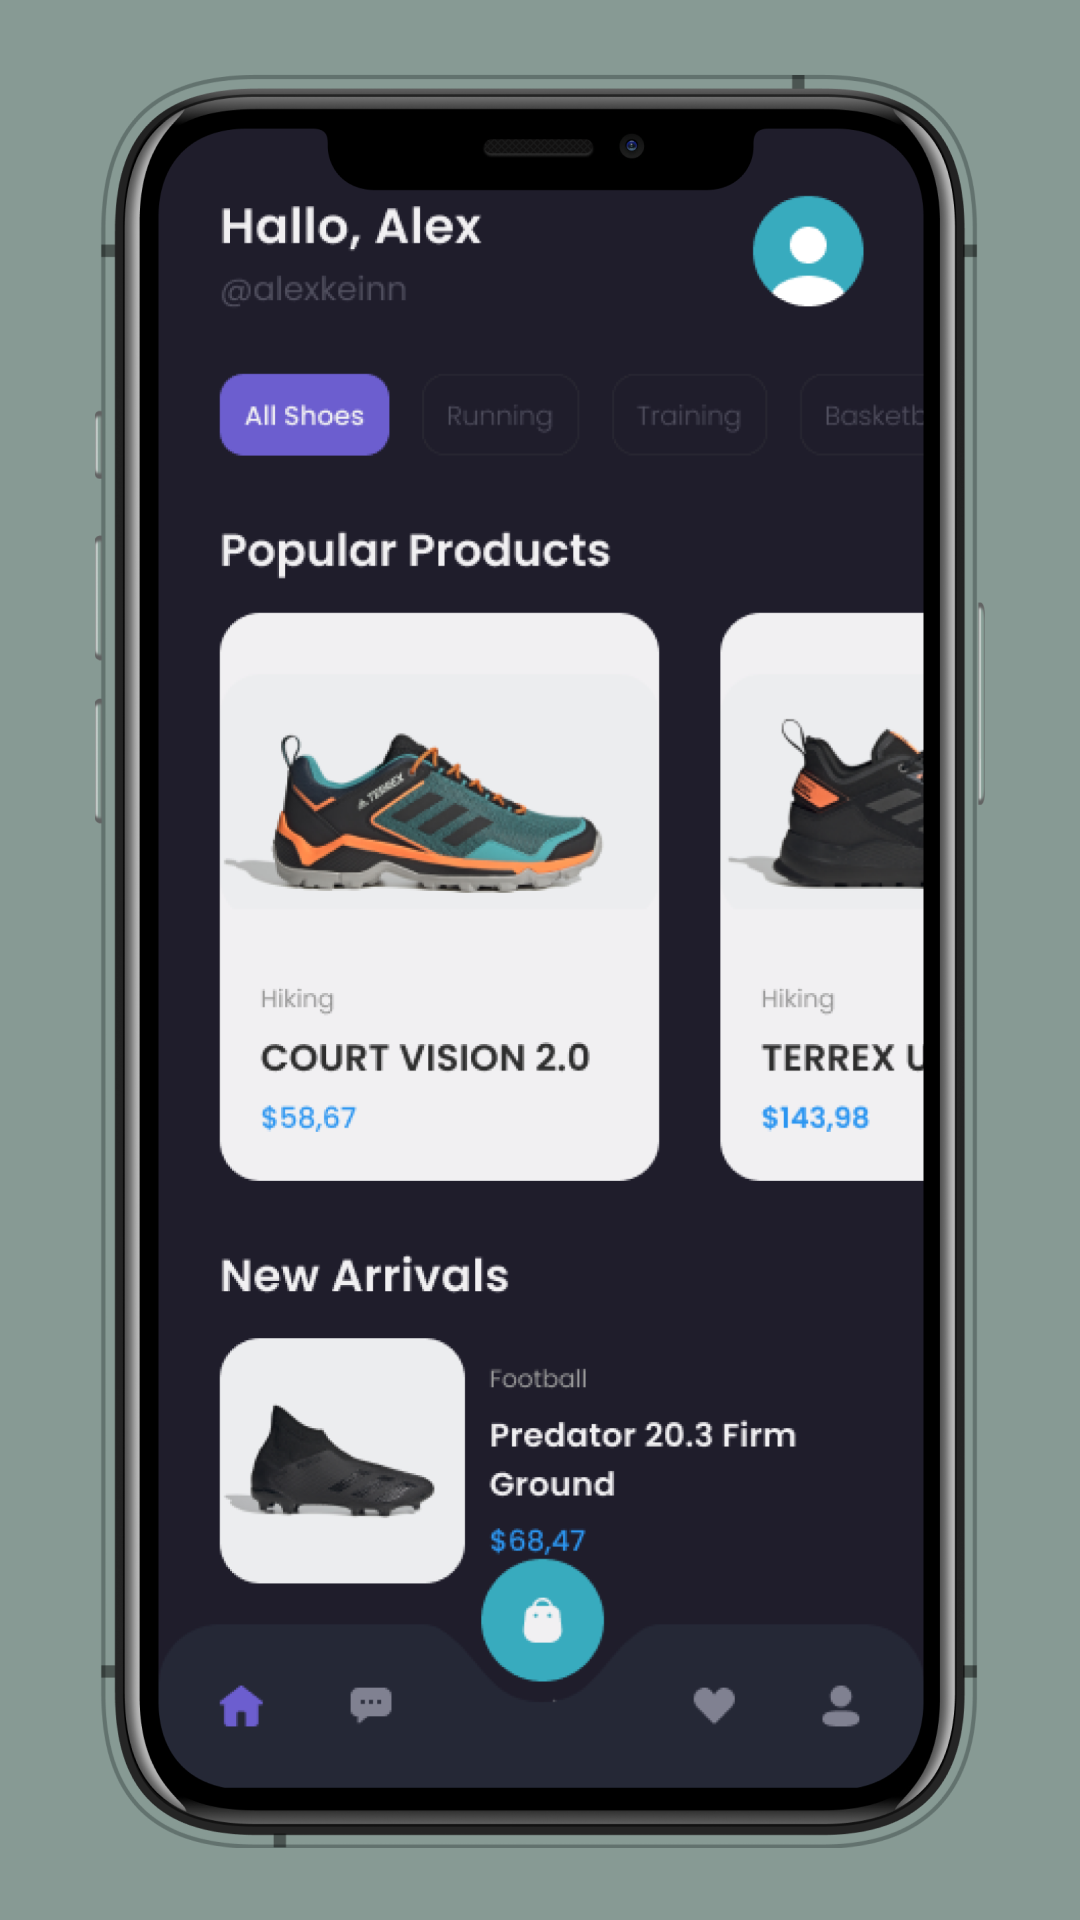 Hallo, Alex
@alexkeinn
All Shoes
Running
Training
Basketb
Popular Products
TERREX
Hiking
COURT VISION 2.0
$58,67
Hiking
TERREX U
$143,98
New Arrivals
Football
Predator 20.3 Firm
Ground
$68,47